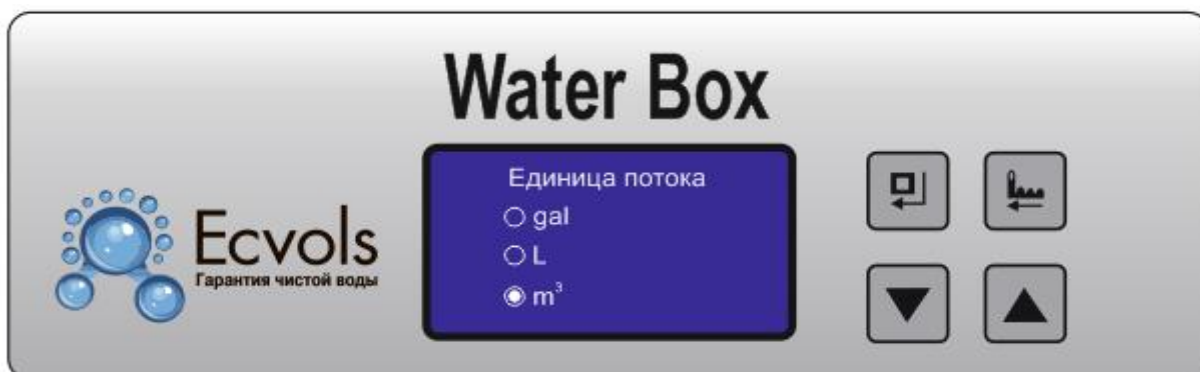 Water Box
Единица потока
gal
L
m³
Ecvols
Гарантия чистой воды